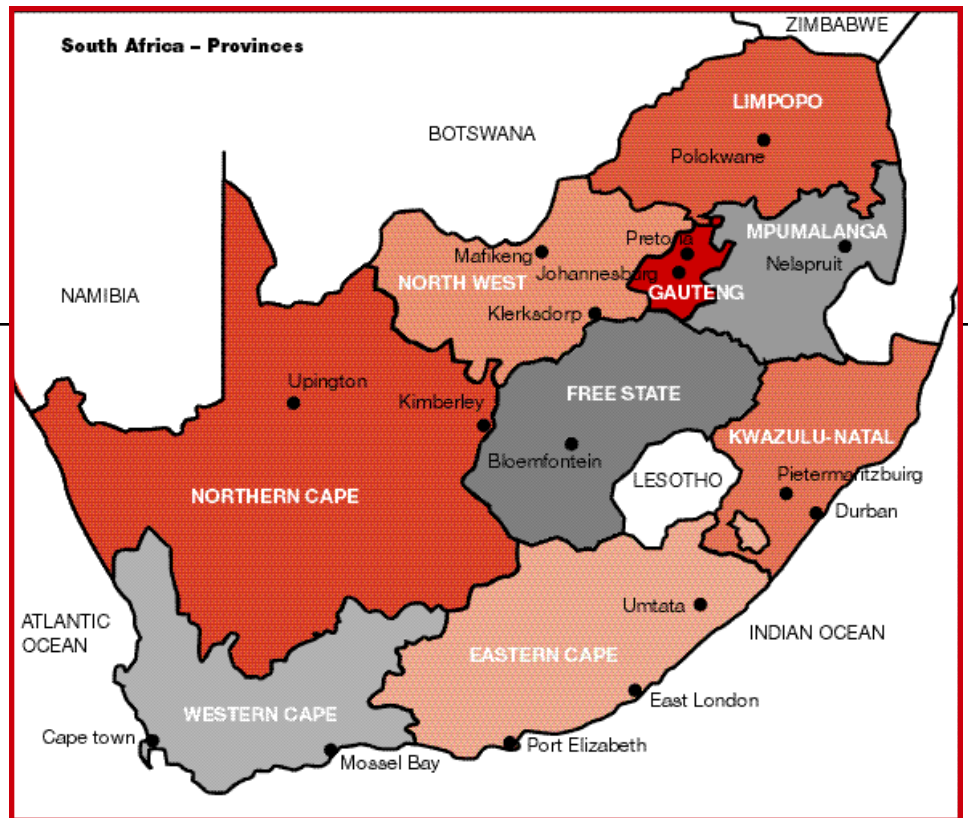 ZIMBABWE
South Africa – Provinces
LIMPOPO
BOTSWANA
Polokwane
MPUMALANGA
Pretoria
Mafikeng
Nelspruit
Johannesburg
NORTH WEST
GAUTENG
NAMIBIA
Klerksdorp
Upington
FREE STATE
Kimberley
KWAZULU-NATAL
Bloemfontein
LESOTHO
Pietermaritzbuirg
NORTHERN CAPE
Durban
Umtata
ATLANTIC
OCEAN
INDIAN OCEAN
EASTERN CAPE
East London
WESTERN CAPE
Cape town
Port Elizabeth
Mossel Bay